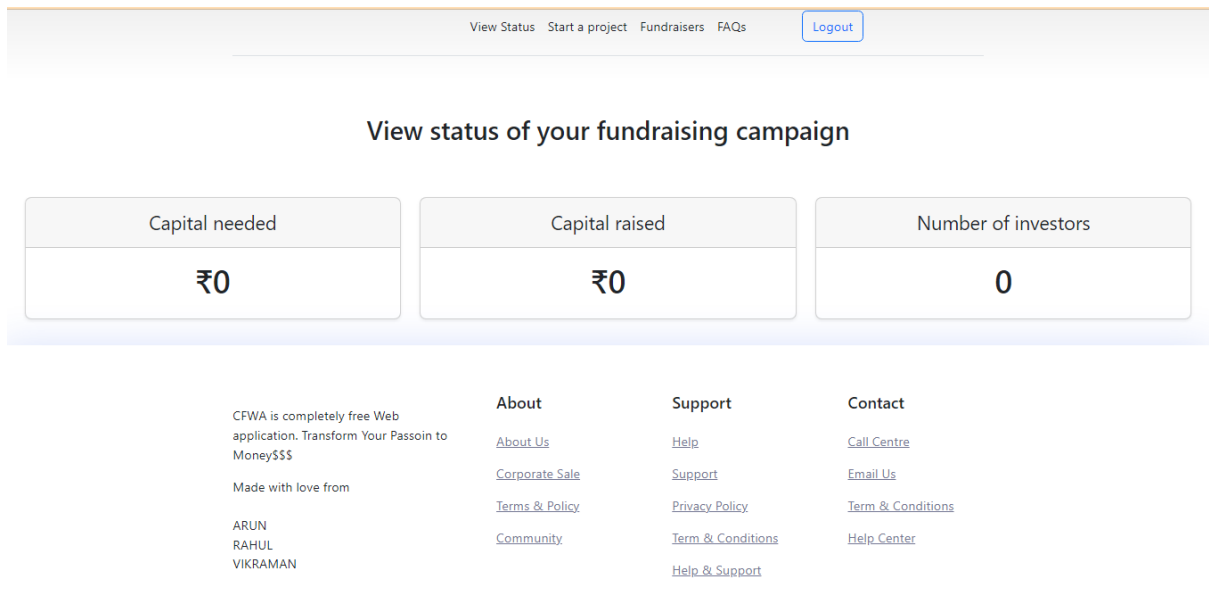 View Status Start a project Fundraisers FAQs Logout
View status of your fundraising campaign
Capital needed
₹0
Capital raised
₹0
Number of investors
0
CFWA is completely free Web
application. Transform Your Passoin to
Money$$$
Made with love from
ARUN
RAHUL
VIKRAMAN
About
About Us
Corporate Sale
Terms & Policy
Community
Support
Help
Support
Privacy Policy
Term & Conditions
Help & Support
Contact
Call Centre
Email Us
Term & Conditions
Help Center